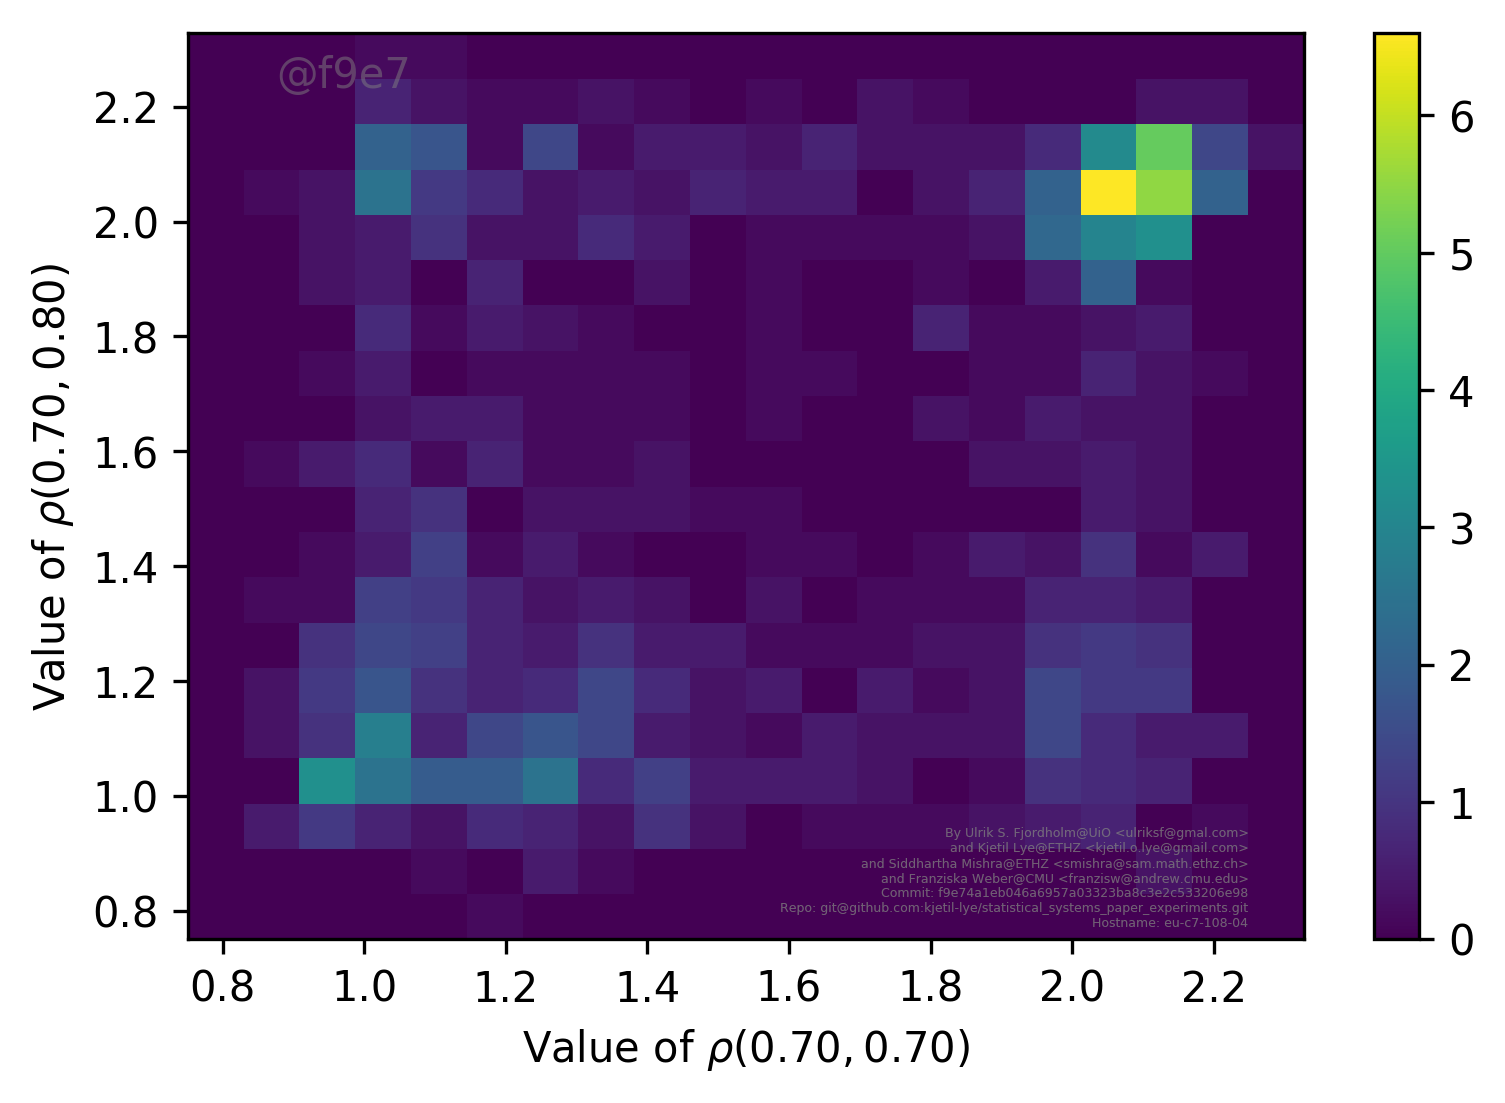 @f9e7
2.2
2.0
1.8
1.6
1.4
1.2
1.0
0.8
Value of ρ(0.70, 0.80)
0.8 1.0 1.2 1.4 1.6 1.8 2.0 2.2
Value of ρ(0.70, 0.70)
6
5
4
3
2
1
0
By Ulrik S. Fjordholm@UiO <ulriksf@gmal.com>
and Kjetil Lye@ETHZ <kjetil.o.lye@gmail.com>
and Siddhartha Mishra@ETHZ <smishra@sam.math.ethz.ch>
and Franziska Weber@CMU <franzisw@andrew.cmu.edu>
Commit: f9e74a1eb046a6957a03323ba8c3e2c533206e98
Repo: git@github.com:kjetil-lye/statistical_systems_paper_experiments.git
Hostname: eu-c7-108-04